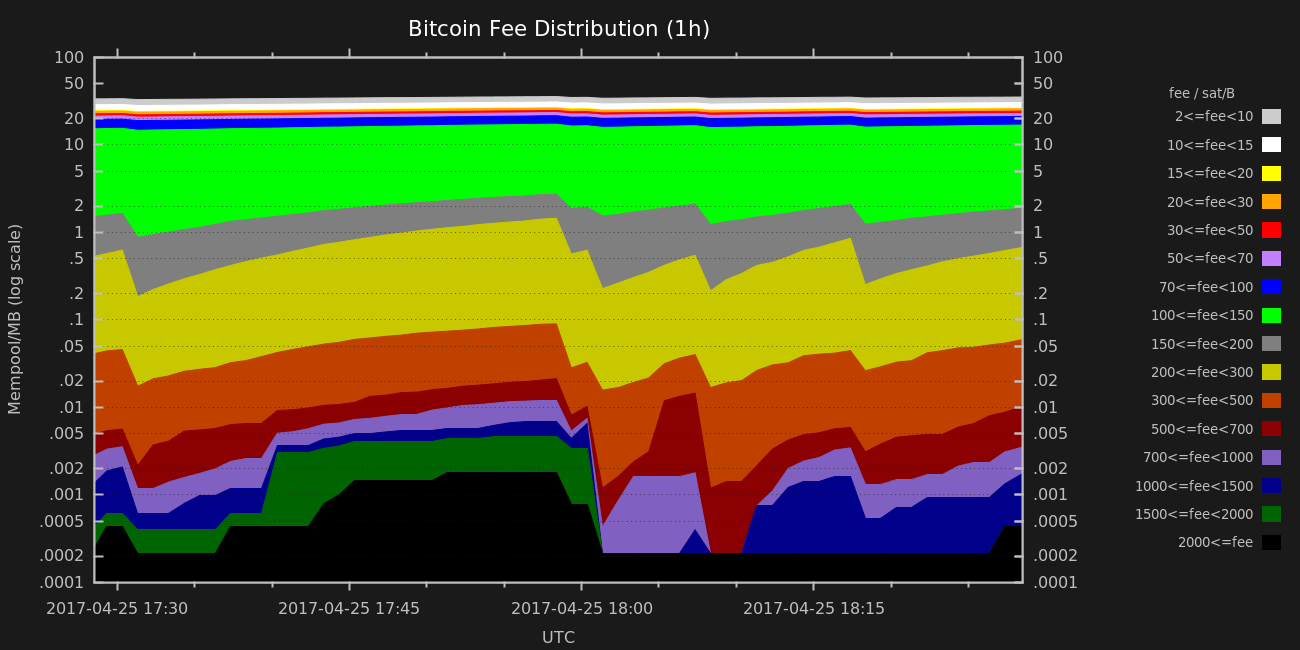 Bitcoin Fee Distribution (1h)
Mempool/MB (log scale)
100
50
20
10
5
2
1
.5
.2
.1
.05
.02
.01
.005
.002
.001
.0005
.0002
.0001
100
50
20
10
5
2
1
.5
.2
.1
.05
.02
.01
.005
.002
.001
.0005
.0002
.0001
fee / sat/B
2<=fee<10
10<=fee<15
15<=fee<20
20<=fee<30
30<=fee<50
50<=fee<70
70<=fee<100
100<=fee<150
150<=fee<200
200<=fee<300
300<=fee<500
500<=fee<700
700<=fee<1000
1000<=fee<1500
1500<=fee<2000
2000<=fee
2017-04-25 17:30
2017-04-25 17:45
2017-04-25 18:00
2017-04-25 18:15
UTC